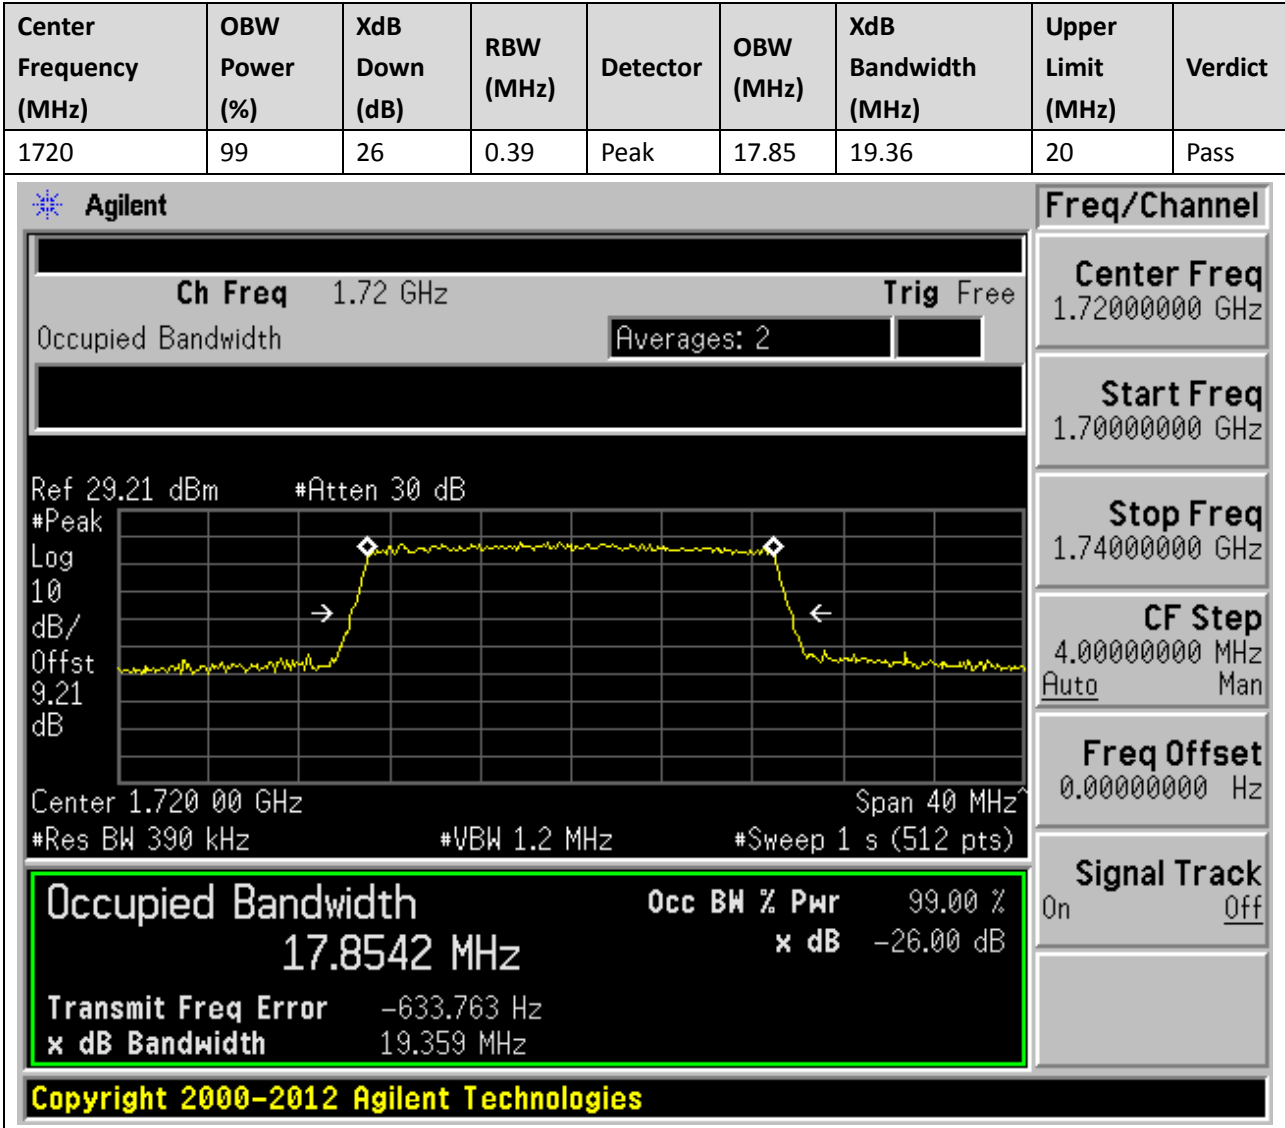 Center Frequency (MHz) OBW Power (%) XdB Down (dB) RBW (MHz) Detector OBW (MHz) XdB Bandwidth (MHz) Upper Limit (MHz) Verdict
1720 99 26 0.39 Peak 17.85 19.36 20 Pass
Agilent
Freq/Channel
Ch Freq 1.72 GHz Trig Free
Occupied Bandwidth Averages: 2
Center Freq
1.72000000 GHz
Start Freq
1.70000000 GHz
Stop Freq
1.74000000 GHz
CF Step
4.00000000 MHz
Auto Man
Freq Offset
0.00000000 Hz
Signal Track
On Off
Ref 29.21 dBm #Atten 30 dB
#Peak
Log
10
dB/
Offst
9.21
dB
Center 1.720 00 GHz Span 40 MHz^
#Res BW 390 kHz #VBW 1.2 MHz #Sweep 1 s (512 pts)
Occupied Bandwidth Occ BW % Pwr 99.00 %
17.8542 MHz x dB -26.00 dB
Transmit Freq Error -633.763 Hz
x dB Bandwidth 19.359 MHz
Copyright 2000-2012 Agilent Technologies